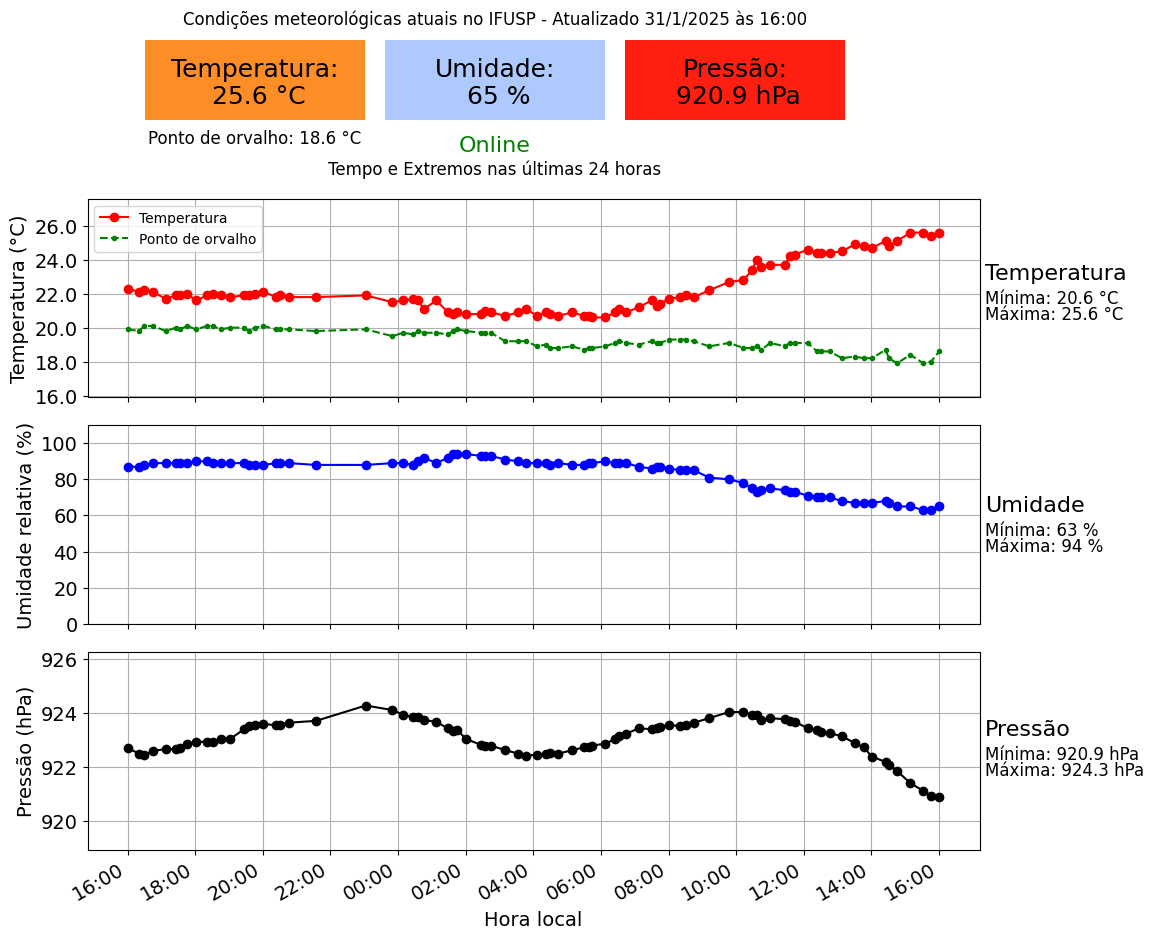 Condições meteorológicas atuais no IFUSP - Atualizado 31/1/2025 às 16:00
Temperatura:
25.6 °C
Umidade:
65 %
Pressão:
920.9 hPa
Ponto de orvalho: 18.6 °C
Online
Tempo e Extremos nas últimas 24 horas
Temperatura (°C)
26.0
24.0
22.0
20.0
18.0
16.0
Temperatura
Ponto de orvalho
Temperatura
Mínima: 20.6 °C
Máxima: 25.6 °C
Umidade relativa (%)
100
80
60
40
20
0
Umidade
Mínima: 63 %
Máxima: 94 %
Pressão (hPa)
926
924
922
920
Pressão
Mínima: 920.9 hPa
Máxima: 924.3 hPa
16:00
18:00
20:00
22:00
00:00
02:00
04:00
06:00
08:00
10:00
12:00
14:00
16:00
Hora local